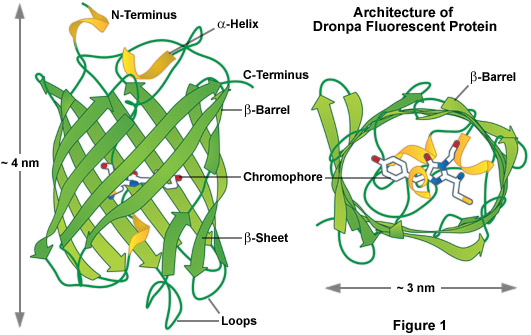 Architecture of
Dronpa Fluorescent Protein
N-Terminus
α-Helix
C-Terminus
β-Barrel
~ 4 nm
Chromophore
β-Sheet
Loops
β-Barrel
~ 3 nm
Figure 1